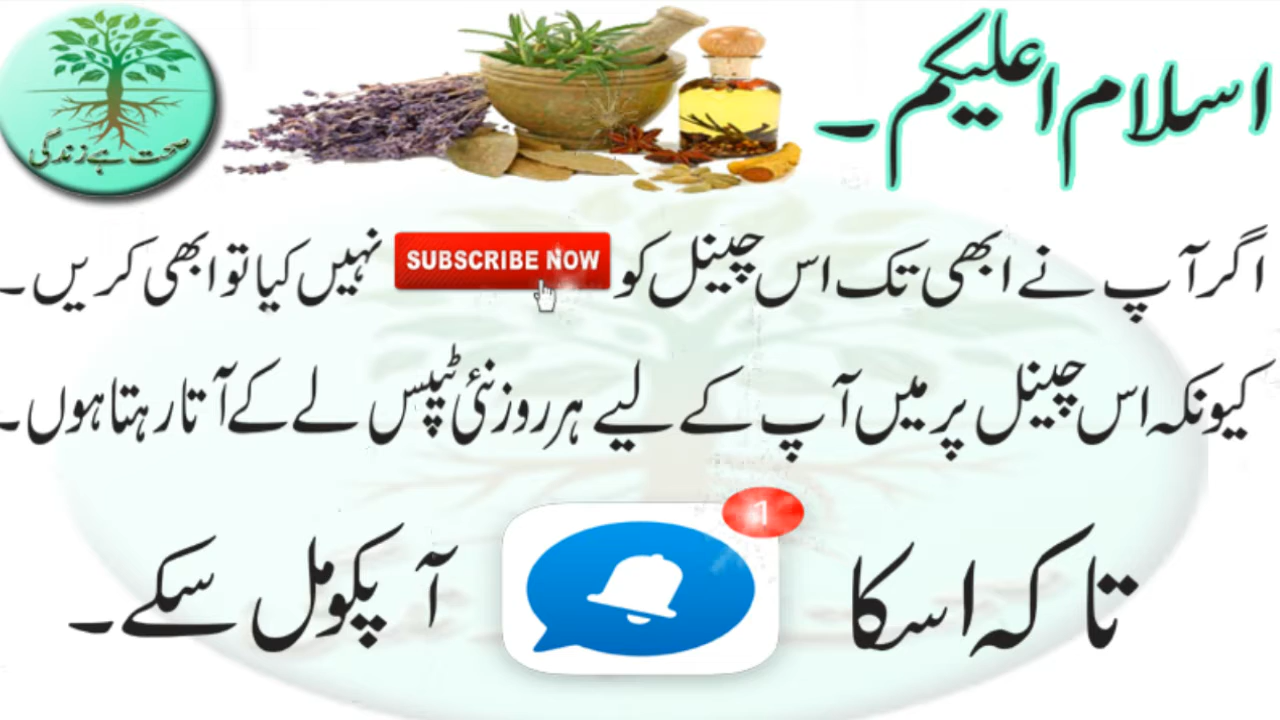 اسلام اعلیکم ۔
صحت ہے زندگی
اگر آپ نے ابھی تک اس چینل کو SUBSCRIBE NOW نہیں کیا تو ابھی کریں ۔
کیونکہ اس چینل پر میں آپ کے لیے ہر روز نئی ٹپس لے کے آتا رہتا ہوں ۔
تا کہ اسکا 1 آپکو مل سکے ۔